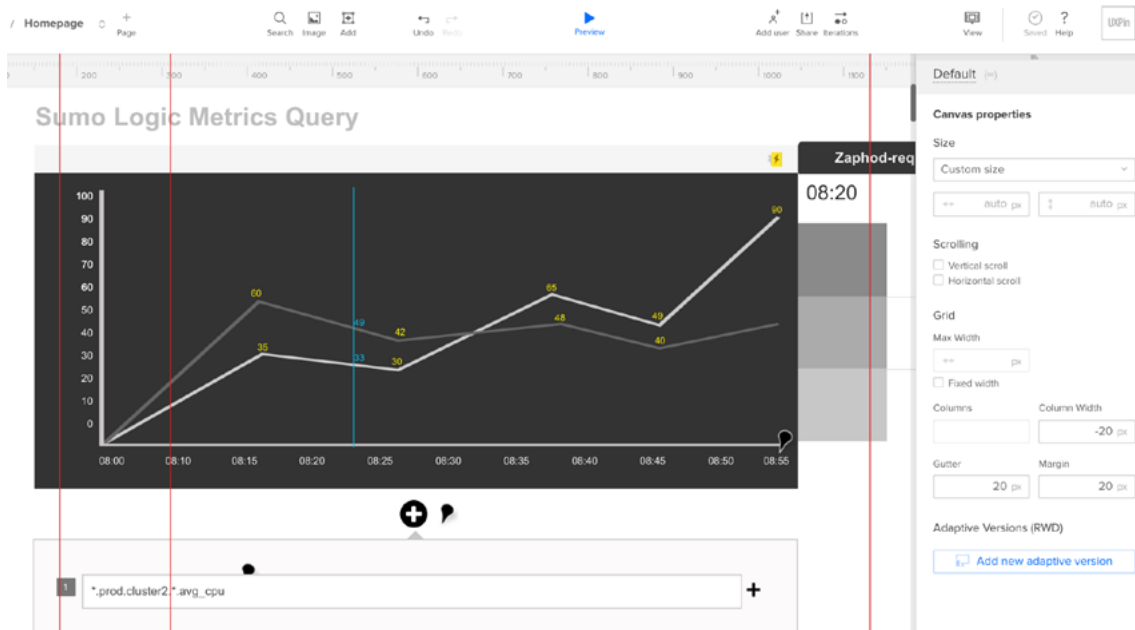 / Homepage
Page
Search Image Add
Undo Redo
Preview
Add user Share Iterations
View
Saved Help
UXPin
200 300 400 500 600 700 800 900 1000 1100
Sumo Logic Metrics Query
Zaphod-req
08:20
100
90
80
70
60
50
40
30
20
10
0
60
35
49
33
42
30
65
48
49
40
90
08:00 08:10 08:15 08:20 08:25 08:30 08:35 08:40 08:45 08:50 08:55
1 *.prod.cluster2.*.avg_cpu
Default
Canvas properties
Size
Custom size
auto px auto px
Scrolling
Vertical scroll
Horizontal scroll
Grid
Max Width
px
Fixed width
Columns Column Width
-20 px
Gutter Margin
20 px 20 px
Adaptive Versions (RWD)
Add new adaptive version